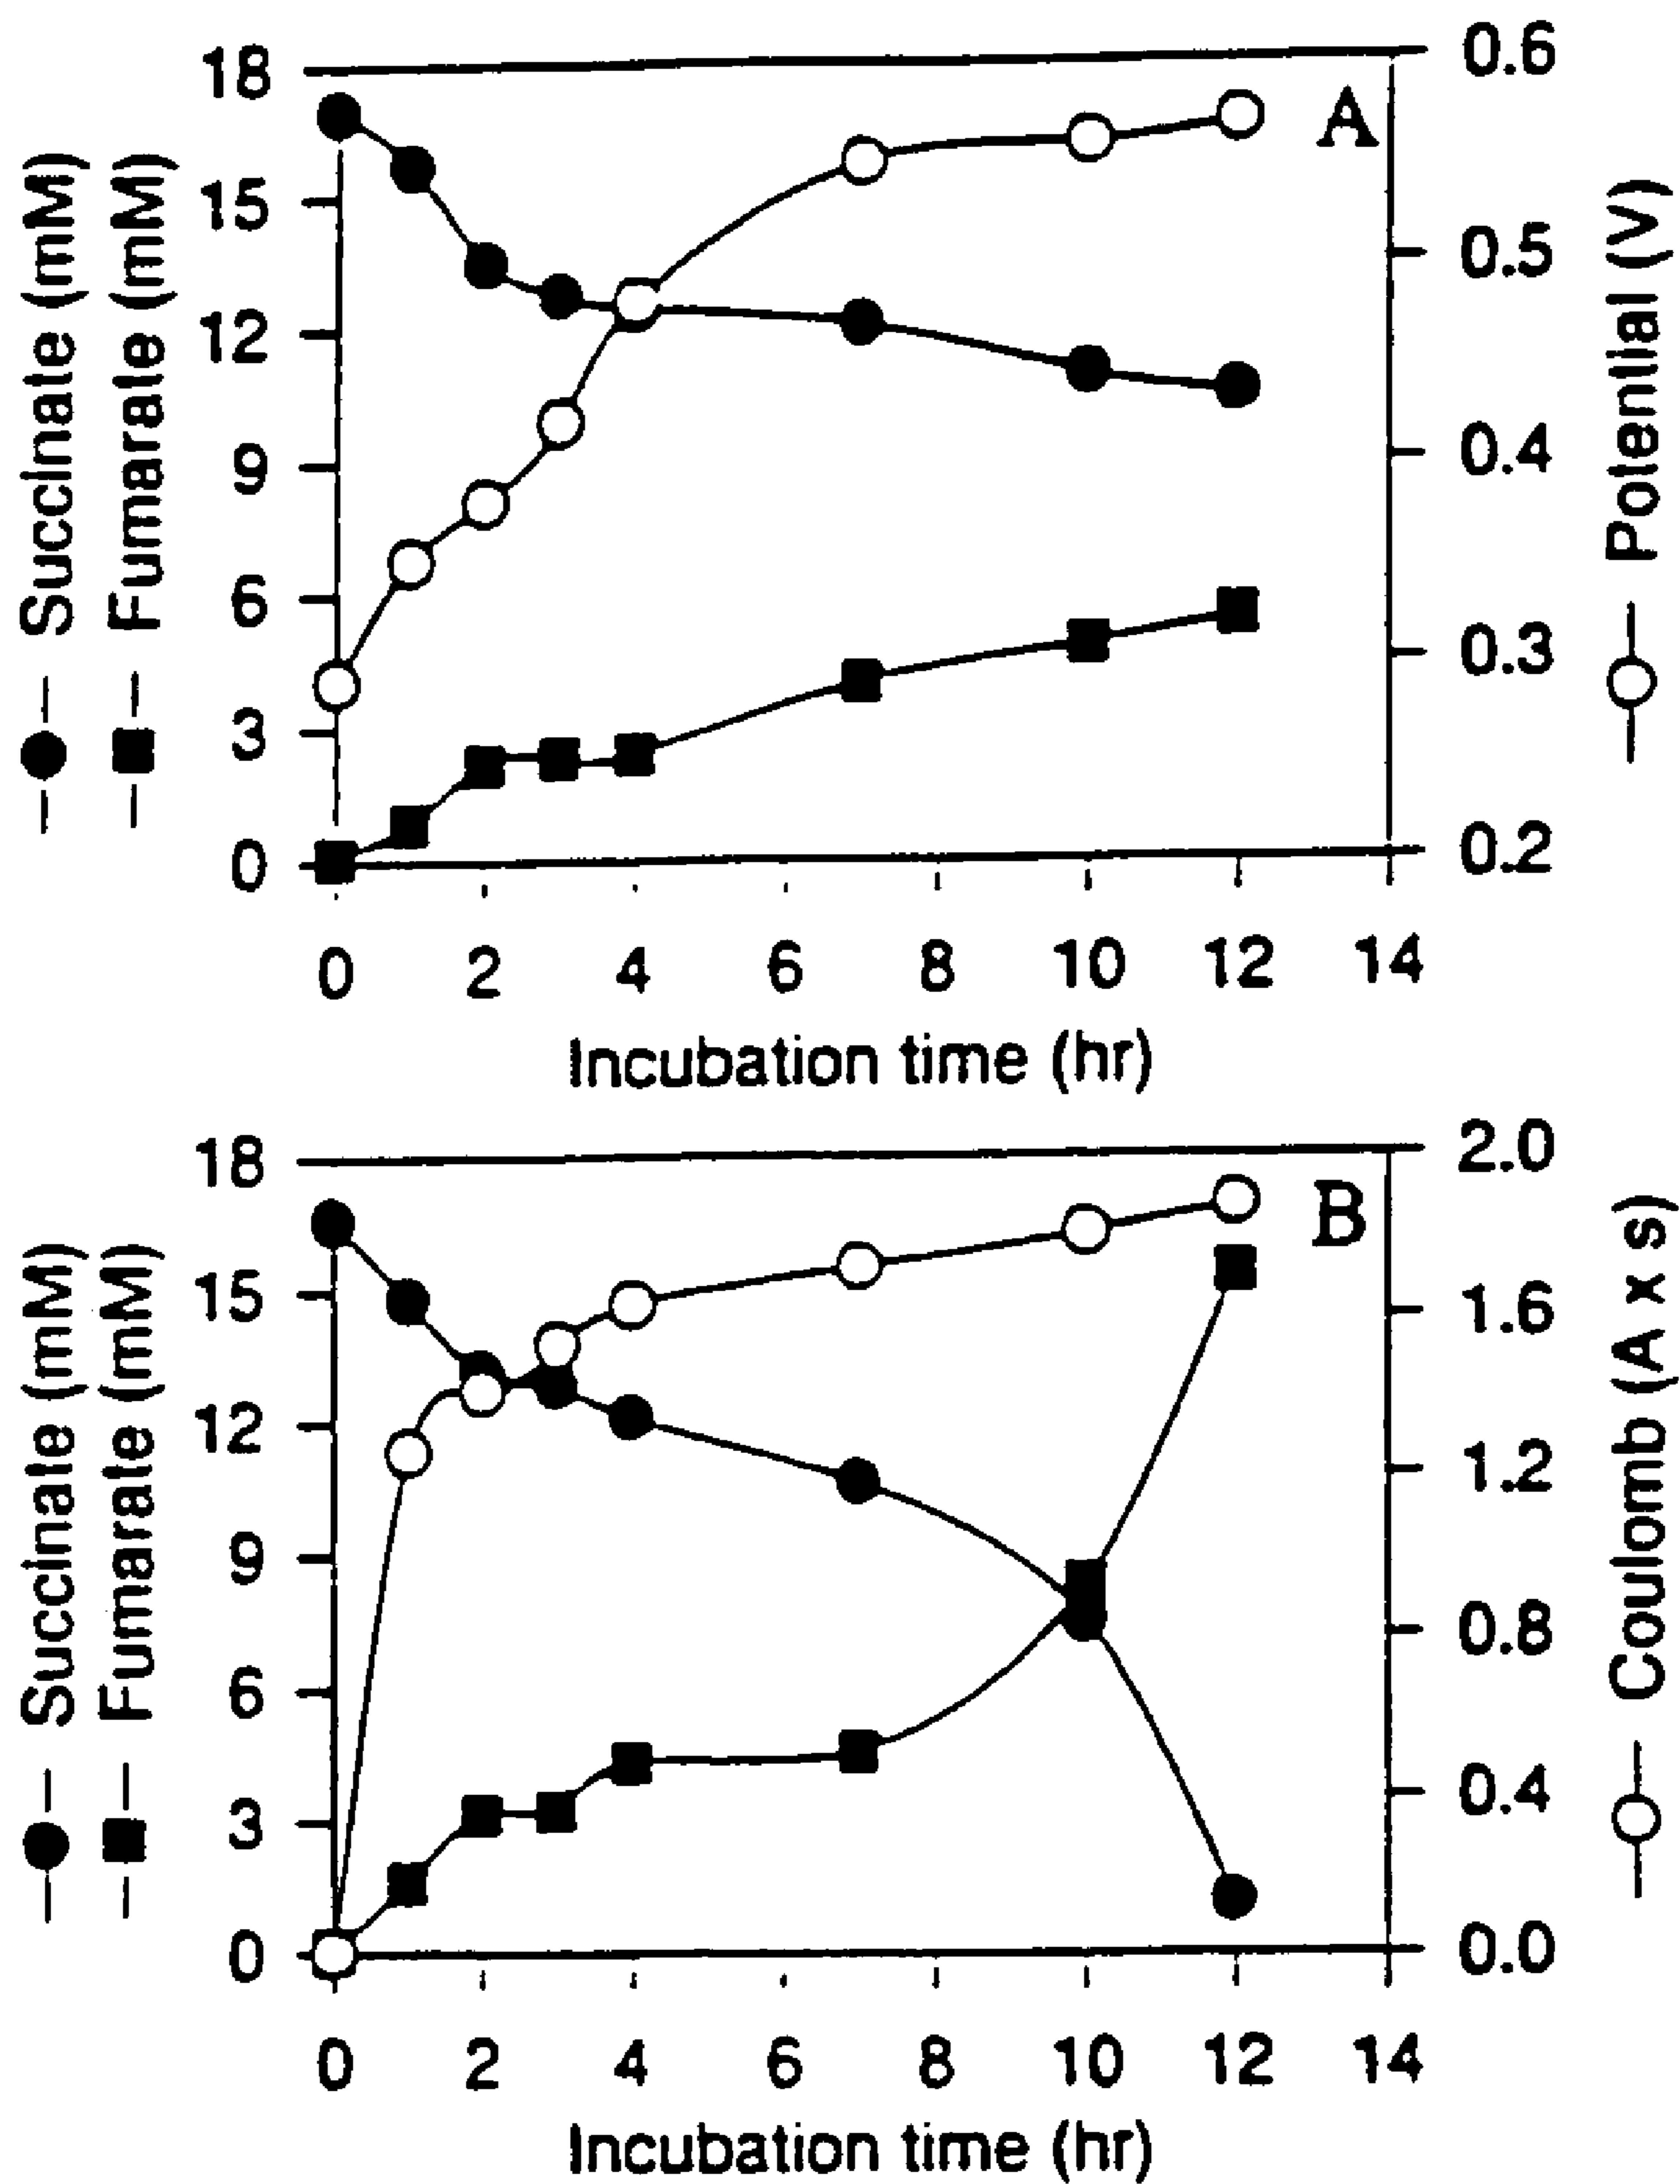 Succinate (mM)
Fumarate (mM)
18
15
12
9
6
3
0
A
0.6
0.5
0.4
0.3
0.2
Potential (V)
0 2 4 6 8 10 12 14
Incubation time (hr)
Succinate (mM)
Fumarate (mM)
18
15
12
9
6
3
0
B
2.0
1.6
1.2
0.8
0.4
0.0
Coulomb (A x s)
0 2 4 6 8 10 12 14
Incubation time (hr)